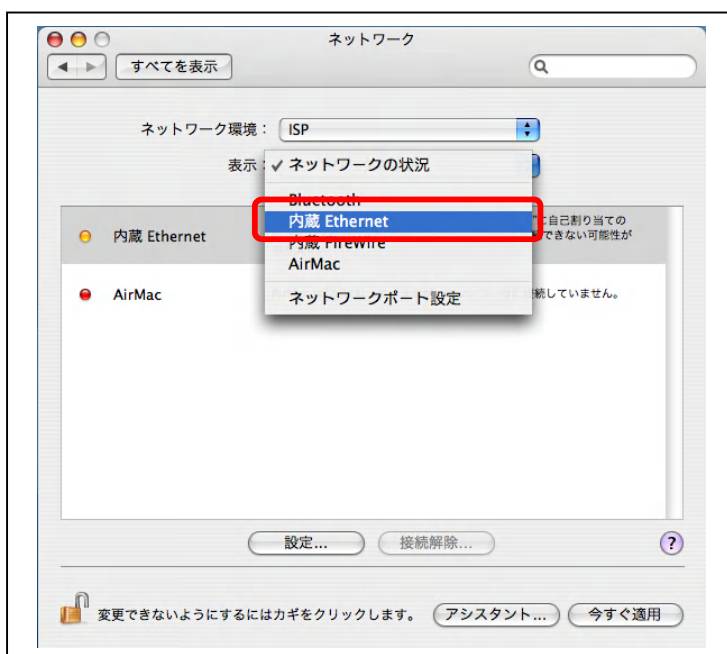 ネットワーク
すべてを表示
ネットワーク環境： ISP
表示：✓ ネットワークの状況
Bluetooth
内蔵 Ethernet
内蔵 FireWire
AirMac
ネットワークポート設定
内蔵 Ethernet
に自己割り当ての
できない可能性が
AirMac
続していません。
設定... 接続解除... ?
変更できないようにするにはカギをクリックします。 アシスタント... 今すぐ適用